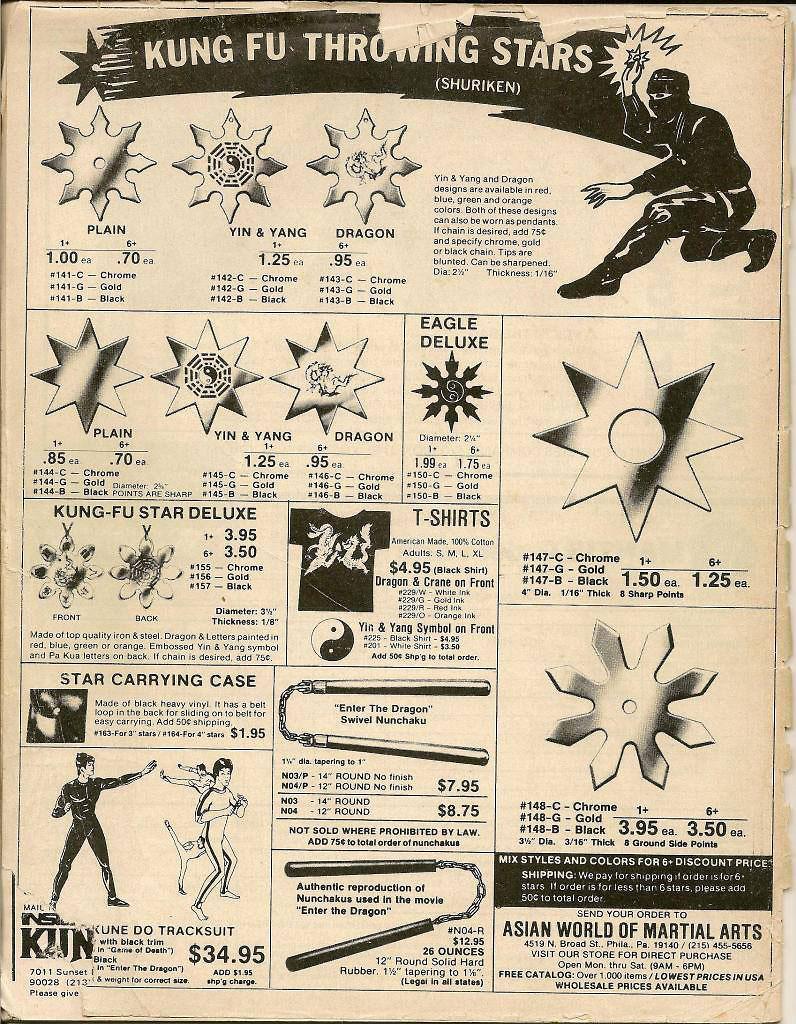 KUNG FU THROWING STARS
(SHURIKEN)
PLAIN
1+ 6+
1.00 ea .70 ea.
#141-C — Chrome
#141-G — Gold
#141-B — Black
YIN & YANG DRAGON
1+ 6+
1.25 ea .95 ea.
#142-C — Chrome #143-C — Chrome
#142-G — Gold #143-G — Gold
#142-B — Black #143-B — Black
Yin & Yang and Dragon
designs are available in red,
blue, green and orange
colors. Both of these designs
can also be worn as pendants.
If chain is desired, add 75¢
and specify chrome, gold
or black chain. Tips are
blunted. Can be sharpened.
Dia: 2½" Thickness: 1/16"
PLAIN
1+ 6+
.85 ea .70 ea.
#144-C — Chrome
#144-G — Gold Diameter: 2¾"
#144-B — Black POINTS ARE SHARP
YIN & YANG DRAGON
1+ 6+
1.25 ea .95 ea.
#145-C — Chrome #146-C — Chrome
#145-G — Gold #146-G — Gold
#145-B — Black #146-B — Black
EAGLE
DELUXE
Diameter: 2¼"
1+ 6+
1.99 ea 1.75 ea
#150-C — Chrome
#150-G — Gold
#150-B — Black
#147-C - Chrome 1+ 6+
#147-G - Gold
#147-B - Black 1.50 ea. 1.25 ea.
4" Dia. 1/16" Thick 8 Sharp Points
KUNG-FU STAR DELUXE
1+ 3.95
6+ 3.50
#155 — Chrome
#156 — Gold
#157 — Black
FRONT BACK
Diameter: 3½"
Thickness: 1/8"
Made of top quality iron & steel. Dragon & Letters painted in
red, blue, green or orange. Embossed Yin & Yang symbol
and Pa Kua letters on back. If chain is desired, add 75¢.
T-SHIRTS
American Made, 100% Cotton
Adults: S, M, L, XL
$4.95 (Black Shirt)
Dragon & Crane on Front
#229/W - White Ink
#229/G - Gold Ink
#229/R - Red Ink
#229/O - Orange Ink
Yin & Yang Symbol on Front
#225 - Black Shirt - $4.95
#201 - White Shirt - $3.50
Add 50¢ Shp'g to total order.
STAR CARRYING CASE
Made of black heavy vinyl. It has a belt
loop in the back for sliding on to belt for
easy carrying. Add 50¢ shipping.
#163-For 3" stars / #164-For 4" stars $1.95
"Enter The Dragon"
Swivel Nunchaku
1¼" dia. tapering to 1"
N03/P - 14" ROUND No finish
N04/P - 12" ROUND No finish $7.95
N03 - 14" ROUND
N04 - 12" ROUND $8.75
NOT SOLD WHERE PROHIBITED BY LAW.
ADD 75¢ to total order of nunchakus
#148-C - Chrome 1+ 6+
#148-G - Gold
#148-B - Black 3.95 ea. 3.50 ea.
3½" Dia. 3/16" Thick 8 Ground Side Points
Authentic reproduction of
Nunchakus used in the movie
"Enter the Dragon"
#N04-R
$12.95
26 OUNCES
12" Round Solid Hard
Rubber. 1½" tapering to 1⅛".
(Legal in all states)
MAIL
KUN
KUNE DO TRACKSUIT
with black trim
in "Game of Death")
Black
in "Enter The Dragon")
& weight for correct size.
$34.95
ADD $1.95
shp'g charge.
7011 Sunset
90028 (213
Please give
MIX STYLES AND COLORS FOR 6+ DISCOUNT PRICE
SHIPPING: We pay for shipping if order is for 6+
stars. If order is for less than 6 stars, please add
50¢ to total order.
SEND YOUR ORDER TO
ASIAN WORLD OF MARTIAL ARTS
4519 N. Broad St., Phila., Pa. 19140 / (215) 455-5656
VISIT OUR STORE FOR DIRECT PURCHASE
Open Mon. thru Sat. (9AM - 6PM)
FREE CATALOG: Over 1,000 items / LOWEST PRICES IN USA
WHOLESALE PRICES AVAILABLE